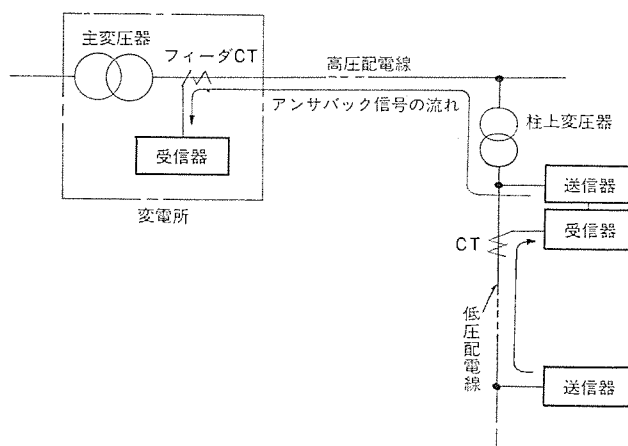 主変圧器
フィーダCT
高圧配電線
アンサバック信号の流れ
柱上変圧器
受信器
変電所
送信器
受信器
CT
低圧配電線
送信器